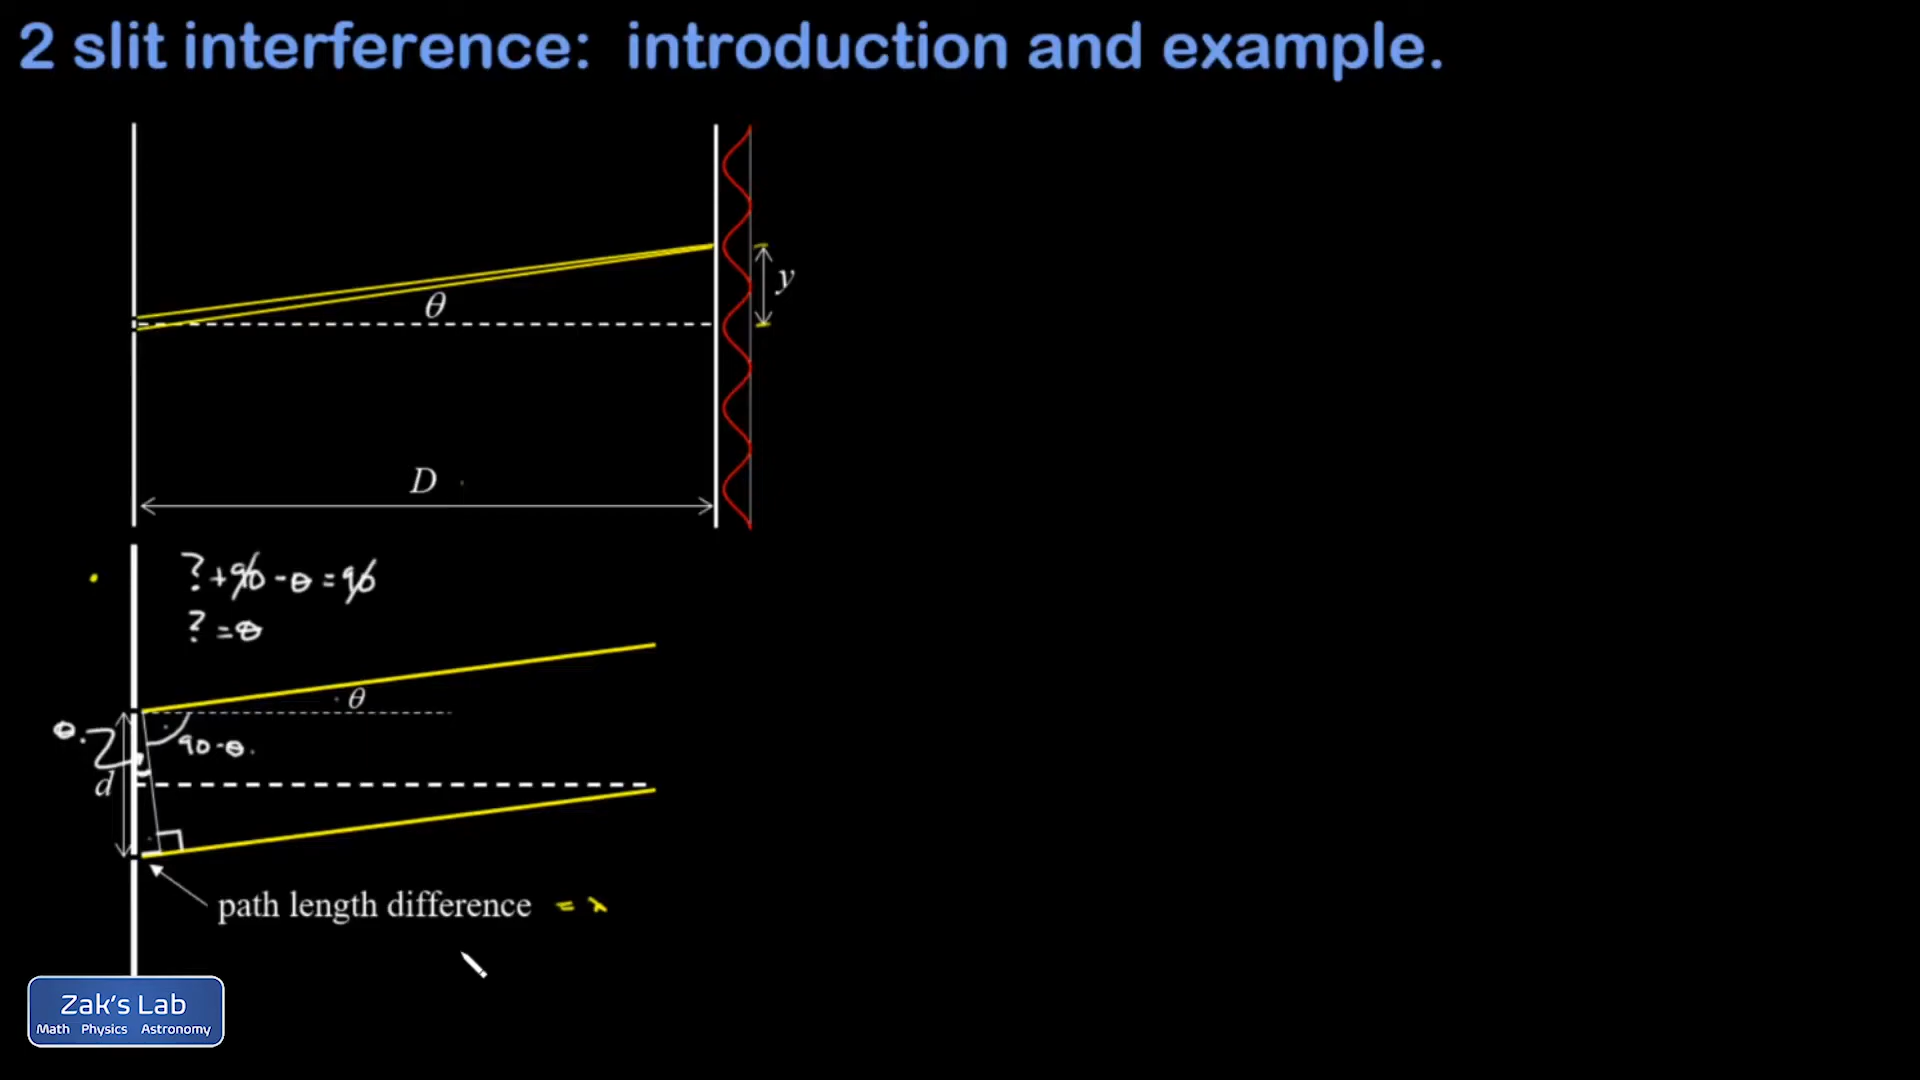 2 slit interference: introduction and example.
y
θ
D
?+90-θ=90
?=θ
θ
θ
90-θ
d
path length difference = λ
Zak's Lab
Math Physics Astronomy